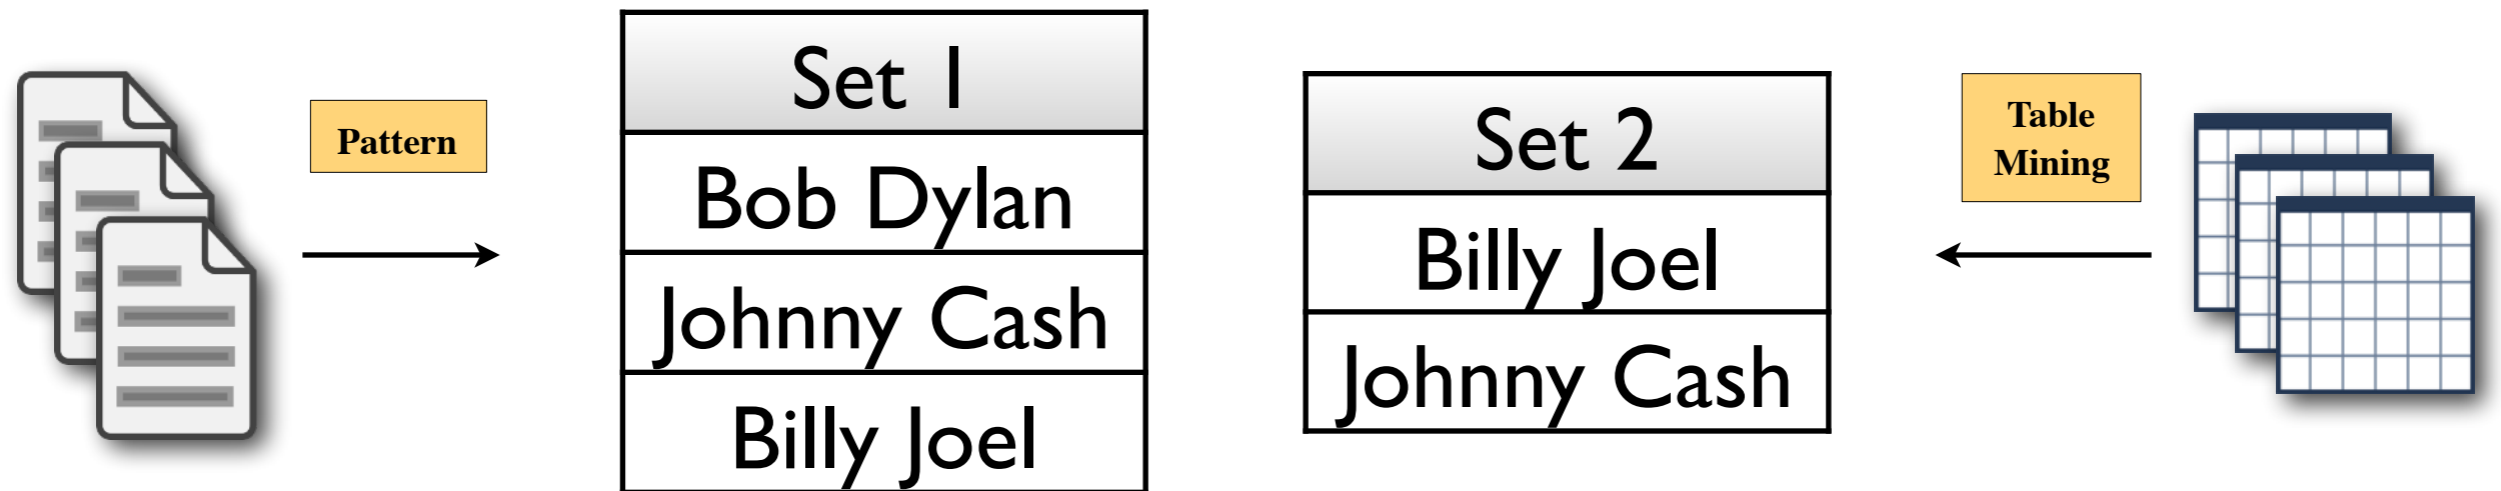 Pattern
Set 1
Bob Dylan
Johnny Cash
Billy Joel
Set 2
Billy Joel
Johnny Cash
Table
Mining